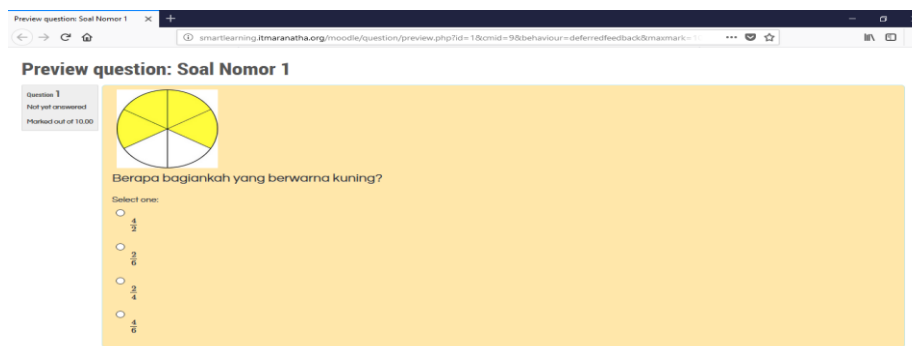 Preview question: Soal Nomor 1
smartlearning.itmaranatha.org/moodle/question/preview.php?id=1&cmid=9&behaviour=deferredfeedback&maxmark=1
Preview question: Soal Nomor 1
Question 1
Not yet answered
Marked out of 10.00
Berapa bagiankah yang berwarna kuning?
Select one:
4/2
2/6
2/4
4/6